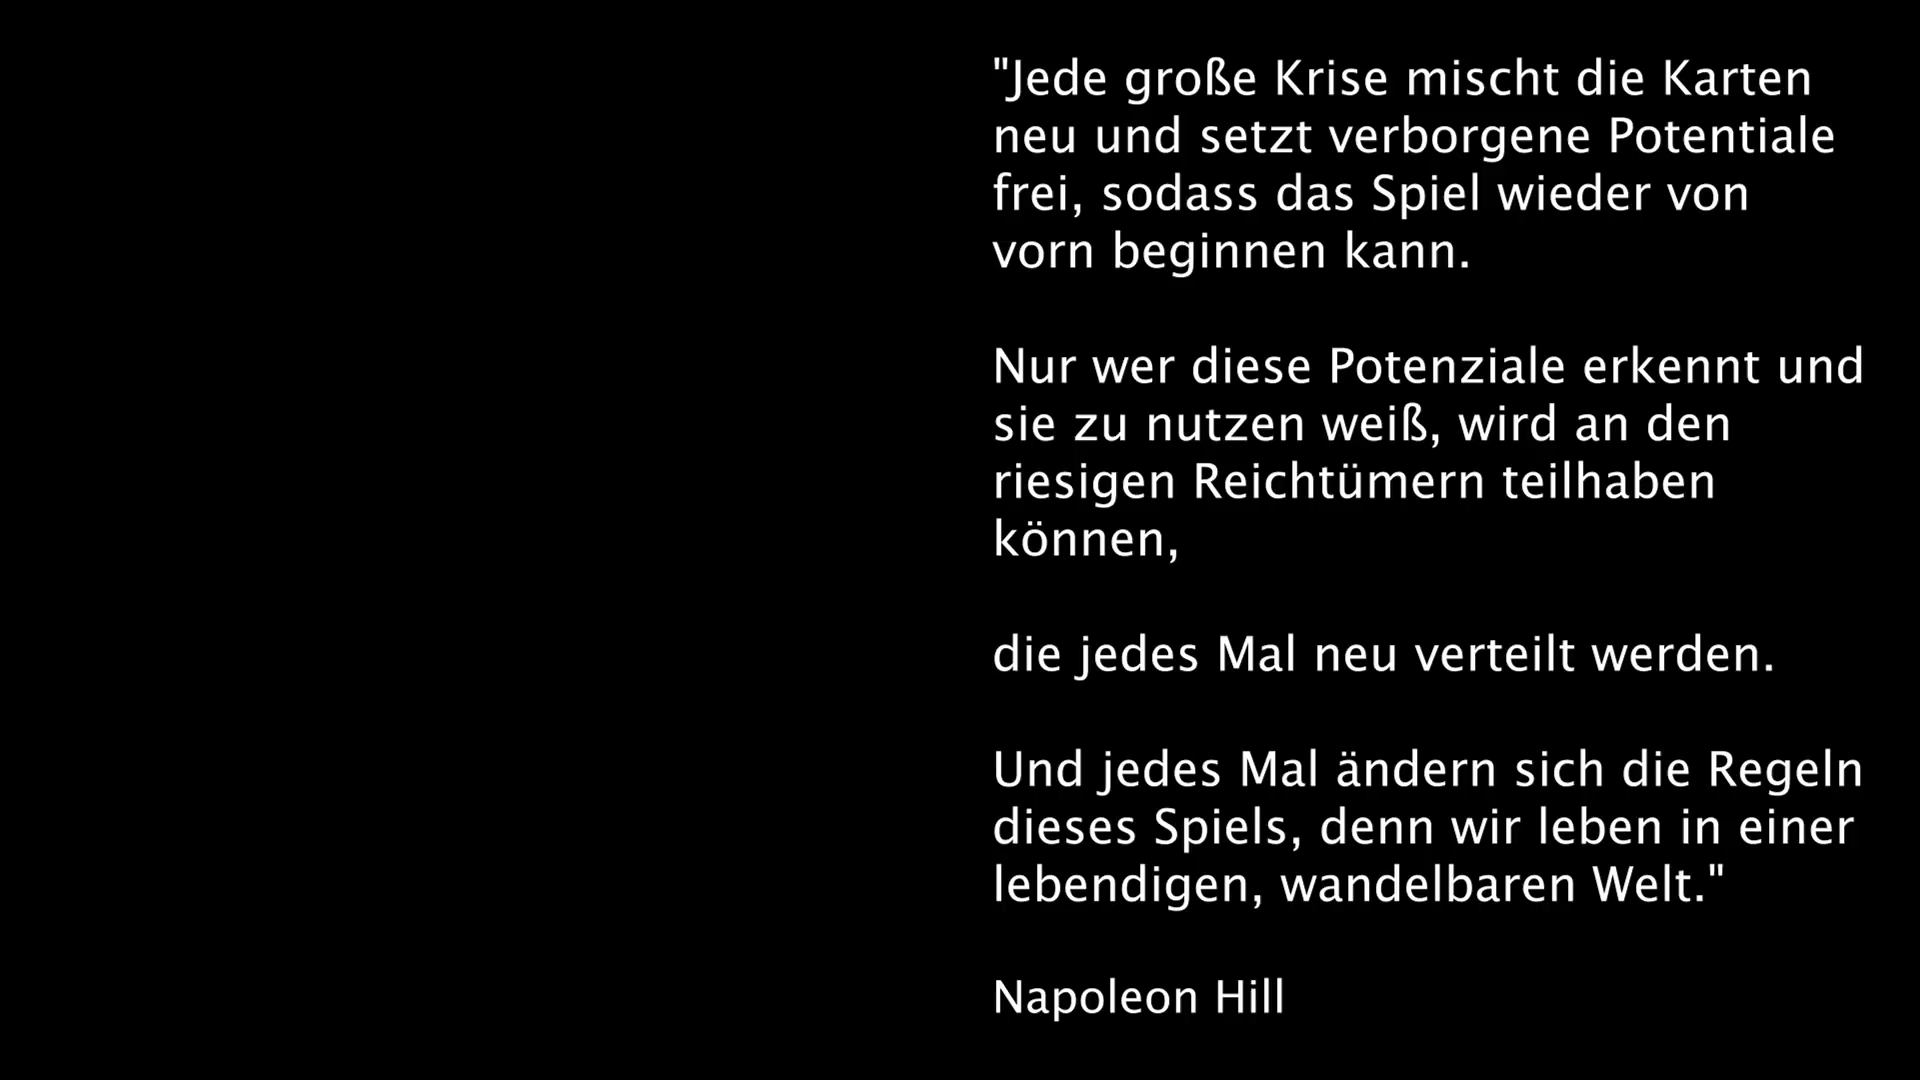 "Jede große Krise mischt die Karten
neu und setzt verborgene Potentiale
frei, sodass das Spiel wieder von
vorn beginnen kann.
Nur wer diese Potenziale erkennt und
sie zu nutzen weiß, wird an den
riesigen Reichtümern teilhaben
können,
die jedes Mal neu verteilt werden.
Und jedes Mal ändern sich die Regeln
dieses Spiels, denn wir leben in einer
lebendigen, wandelbaren Welt."
Napoleon Hill